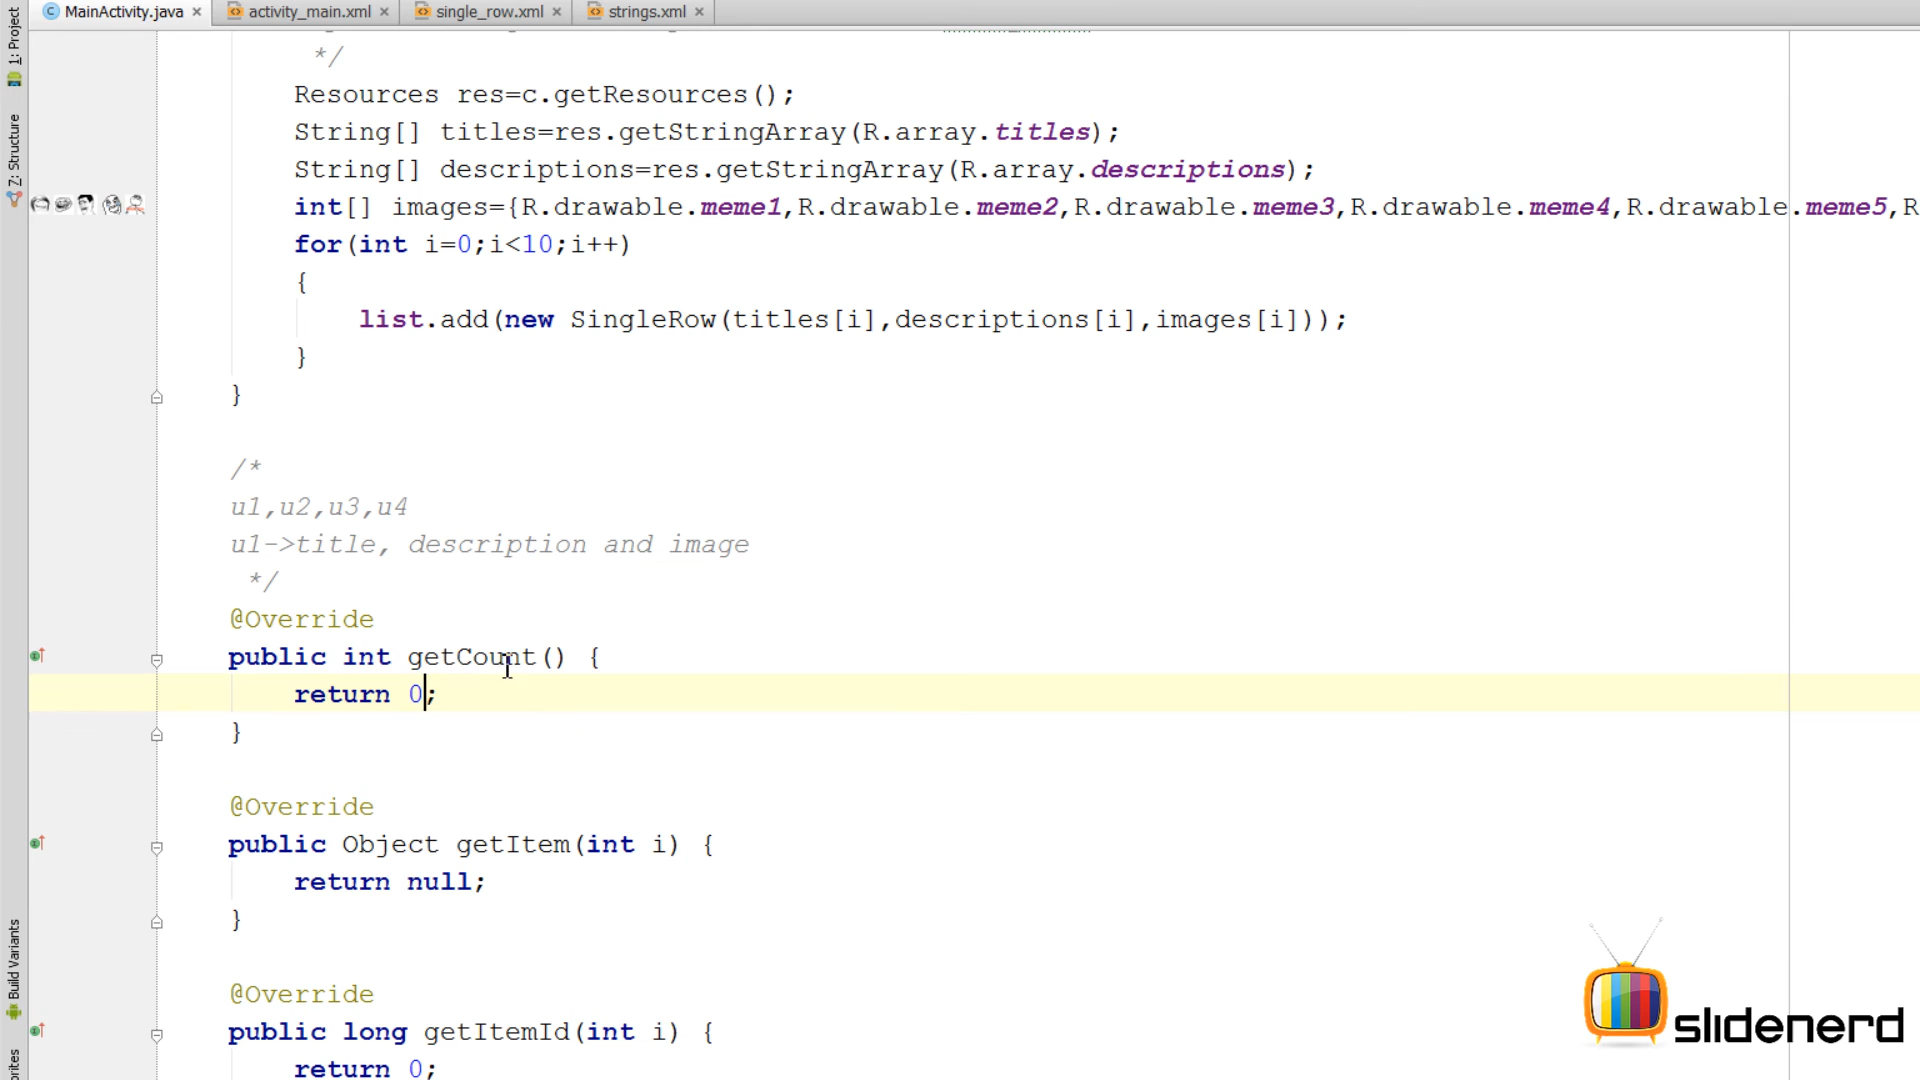 MainActivity.java activity_main.xml single_row.xml strings.xml
1: Project
Z: Structure
Build Variants
*/
Resources res=c.getResources();
String[] titles=res.getStringArray(R.array.titles);
String[] descriptions=res.getStringArray(R.array.descriptions);
int[] images={R.drawable.meme1,R.drawable.meme2,R.drawable.meme3,R.drawable.meme4,R.drawable.meme5,R
for(int i=0;i<10;i++)
{
list.add(new SingleRow(titles[i],descriptions[i],images[i]));
}
}
/*
u1,u2,u3,u4
u1->title, description and image
*/
@Override
public int getCount() {
return 0;
}
@Override
public Object getItem(int i) {
return null;
}
@Override
public long getItemId(int i) {
return 0;
slidenerd